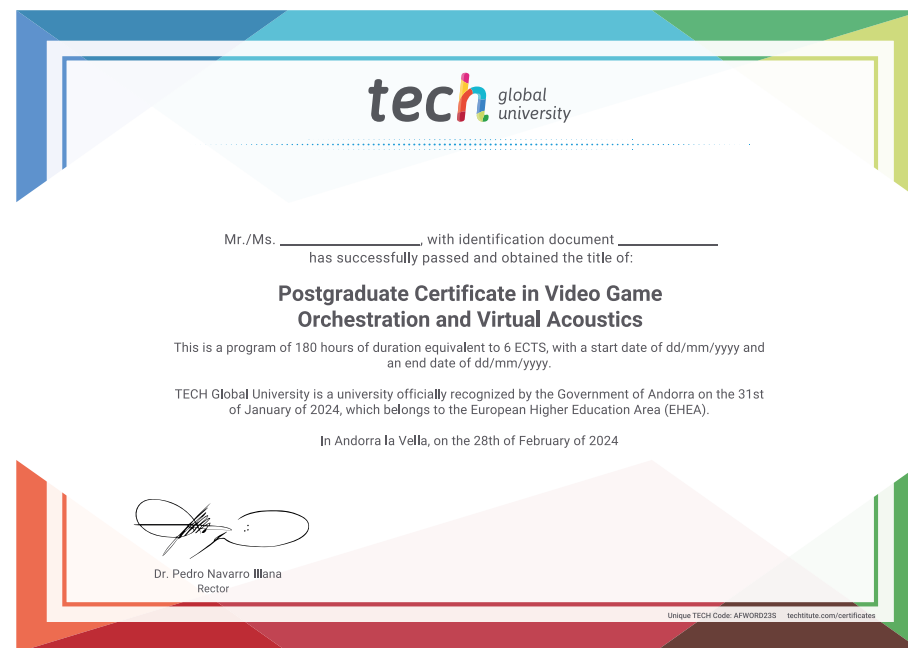 tech global
university
Mr./Ms. ____________________, with identification document ______________
has successfully passed and obtained the title of:
Postgraduate Certificate in Video Game
Orchestration and Virtual Acoustics
This is a program of 180 hours of duration equivalent to 6 ECTS, with a start date of dd/mm/yyyy and
an end date of dd/mm/yyyy.
TECH Global University is a university officially recognized by the Government of Andorra on the 31st
of January of 2024, which belongs to the European Higher Education Area (EHEA).
In Andorra la Vella, on the 28th of February of 2024
Dr. Pedro Navarro Illana
Rector
Unique TECH Code: AFWORD23S techtitute.com/certificates